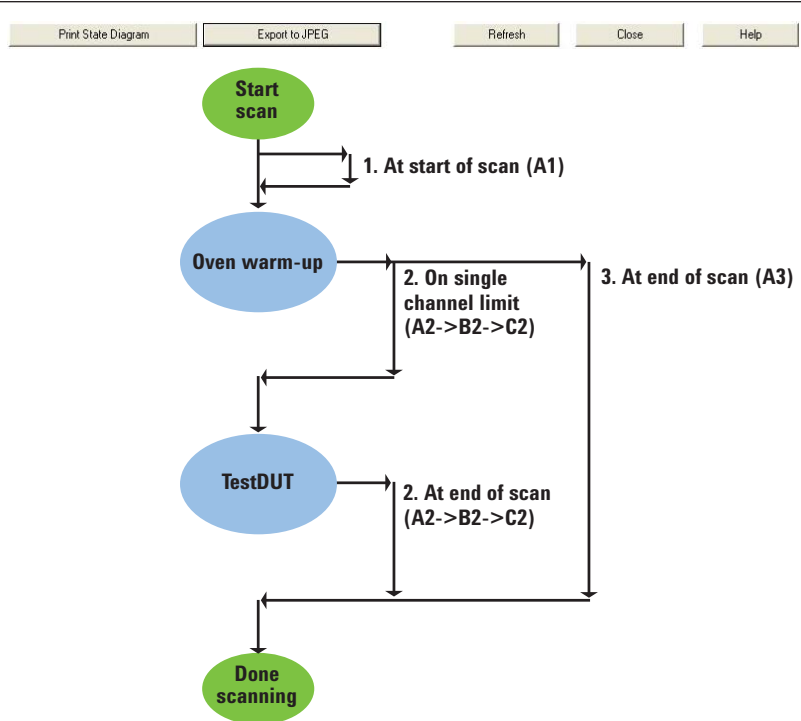 Print State Diagram
Export to JPEG
Refresh
Close
Help
Start
scan
1. At start of scan (A1)
Oven warm-up
2. On single
channel limit
(A2->B2->C2)
3. At end of scan (A3)
TestDUT
2. At end of scan
(A2->B2->C2)
Done
scanning